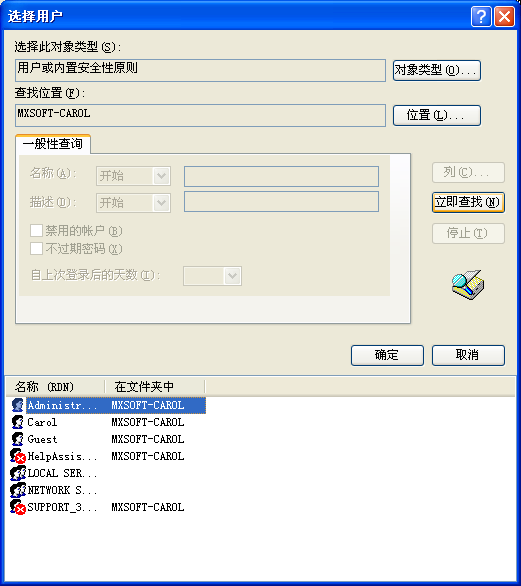 选择用户
选择此对象类型(S):
用户或内置安全性原则
对象类型(O)...
查找位置(F):
MXSOFT-CAROL
位置(L)...
一般性查询
名称(A):
开始
描述(D):
开始
禁用的帐户(B)
不过期密码(X)
自上次登录后的天数(I):
列(C)...
立即查找(N)
停止(T)
确定
取消
名称 (RDN) 在文件夹中
Administr... MXSOFT-CAROL
Carol MXSOFT-CAROL
Guest MXSOFT-CAROL
HelpAssis... MXSOFT-CAROL
LOCAL SER...
NETWORK S...
SUPPORT_3... MXSOFT-CAROL